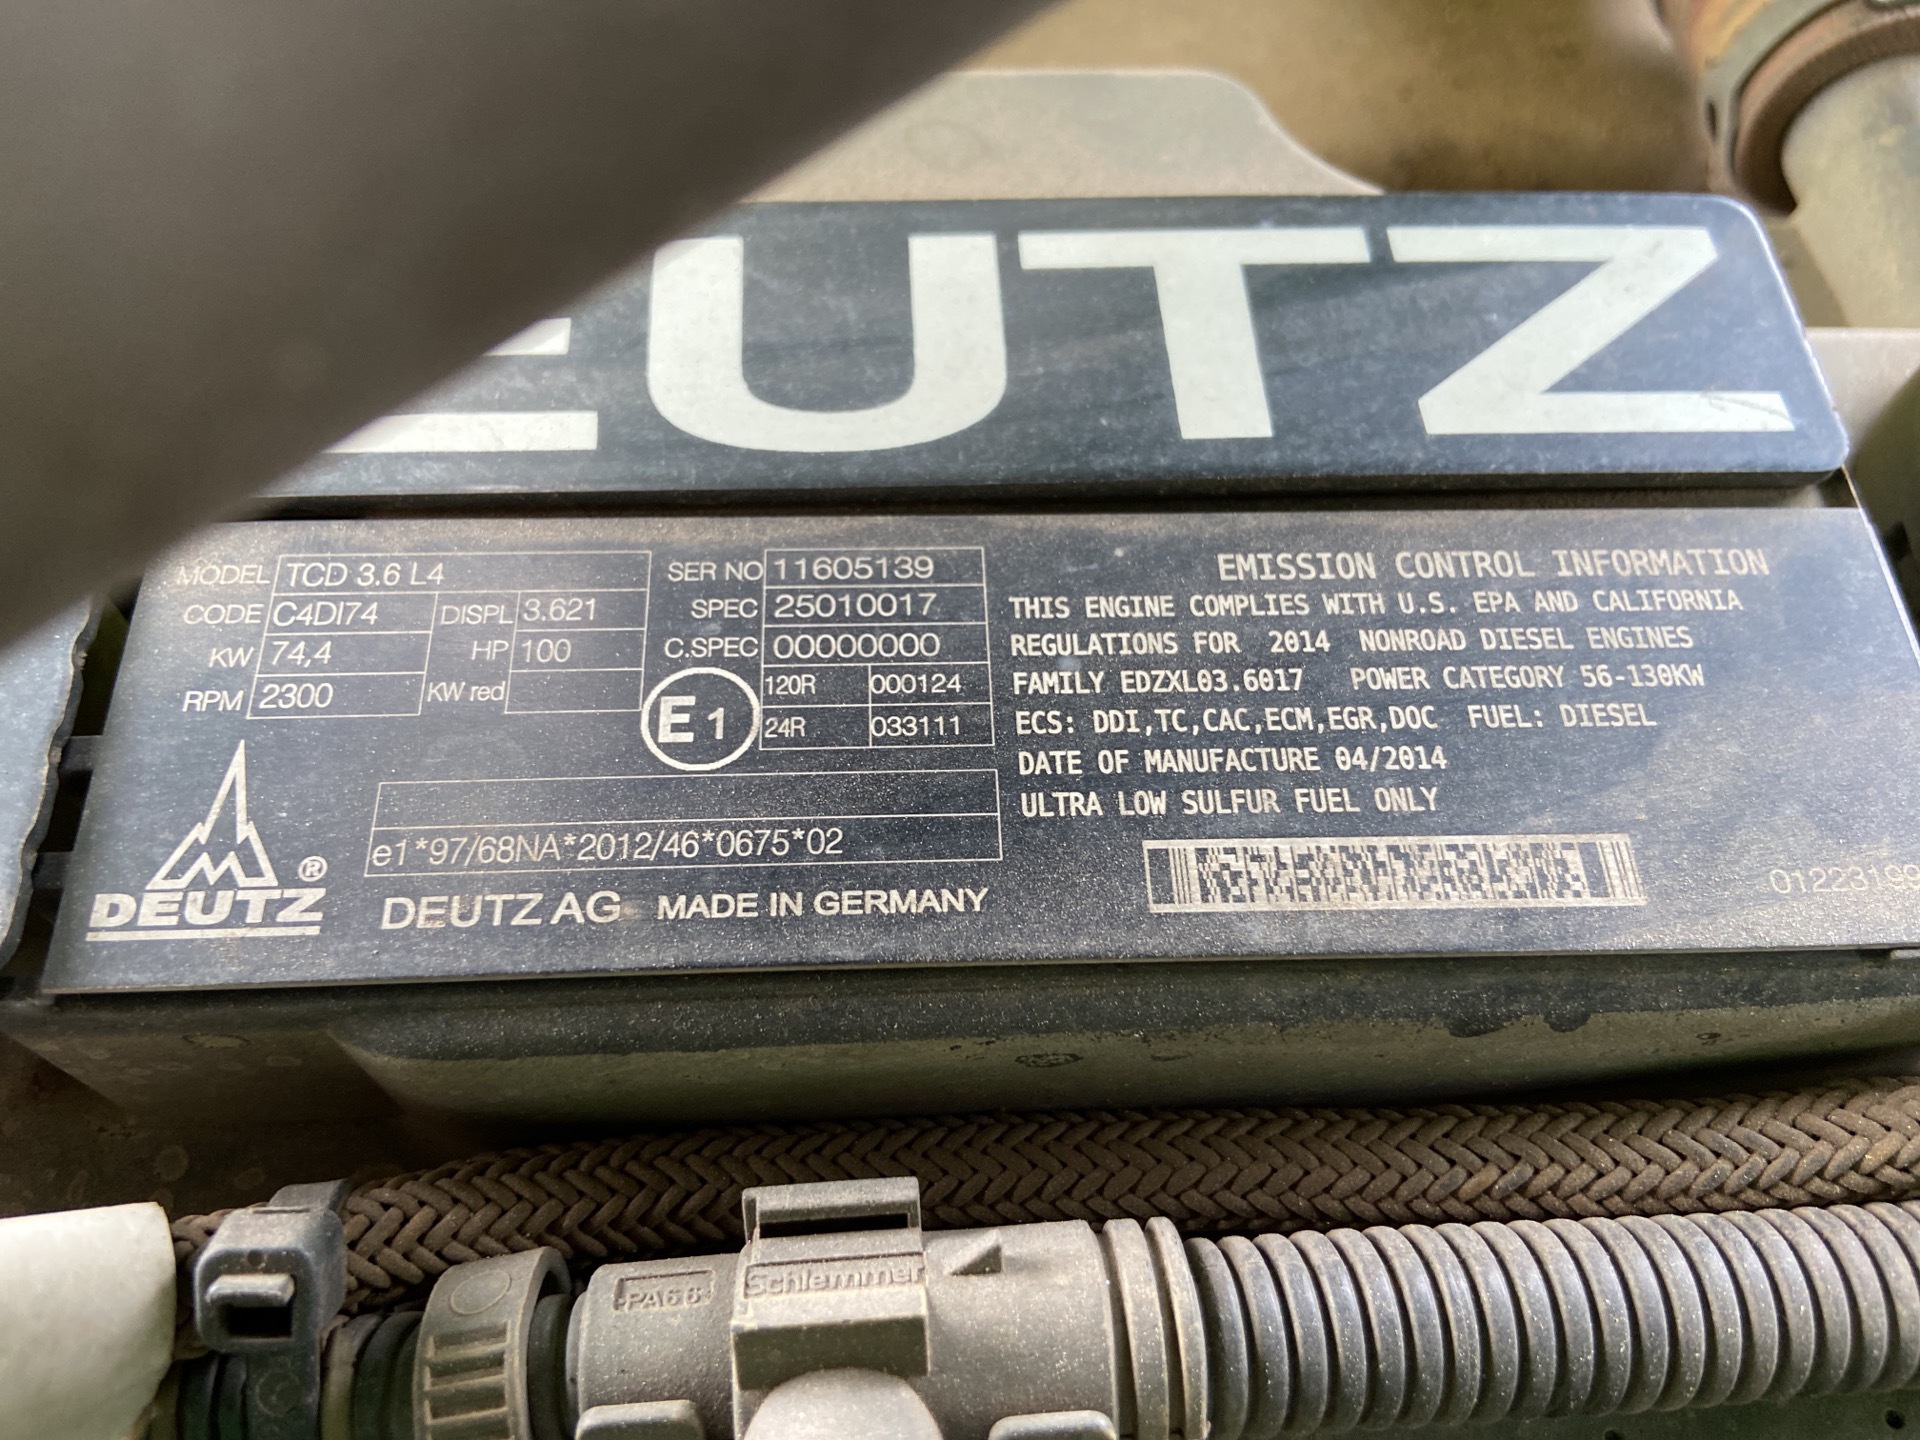 EUTZ
MODEL TCD 3.6 L4
CODE C4DI74 DISPL 3.621
KW 74,4 HP 100
RPM 2300 KW red
SER NO 11605139
SPEC 25010017
C.SPEC 00000000
E1 120R 000124
24R 033111
e1*97/68NA*2012/46*0675*02
DEUTZ ®
DEUTZ AG MADE IN GERMANY
EMISSION CONTROL INFORMATION
THIS ENGINE COMPLIES WITH U.S. EPA AND CALIFORNIA
REGULATIONS FOR 2014 NONROAD DIESEL ENGINES
FAMILY EDZXL03.6017 POWER CATEGORY 56-130KW
ECS: DDI,TC,CAC,ECM,EGR,DOC FUEL: DIESEL
DATE OF MANUFACTURE 04/2014
ULTRA LOW SULFUR FUEL ONLY
>PA66< Schlemmer